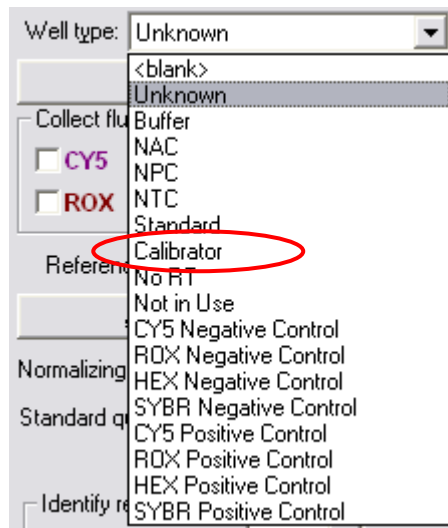 Well type: Unknown
<blank>
Unknown
Collect flu
Buffer
CY5
NAC
NPC
ROX
NTC
Standard
Calibrator
Referenc
No RT
Not in Use
CY5 Negative Control
ROX Negative Control
Normalizing
HEX Negative Control
SYBR Negative Control
Standard q
CY5 Positive Control
ROX Positive Control
HEX Positive Control
Identify re
SYBR Positive Control